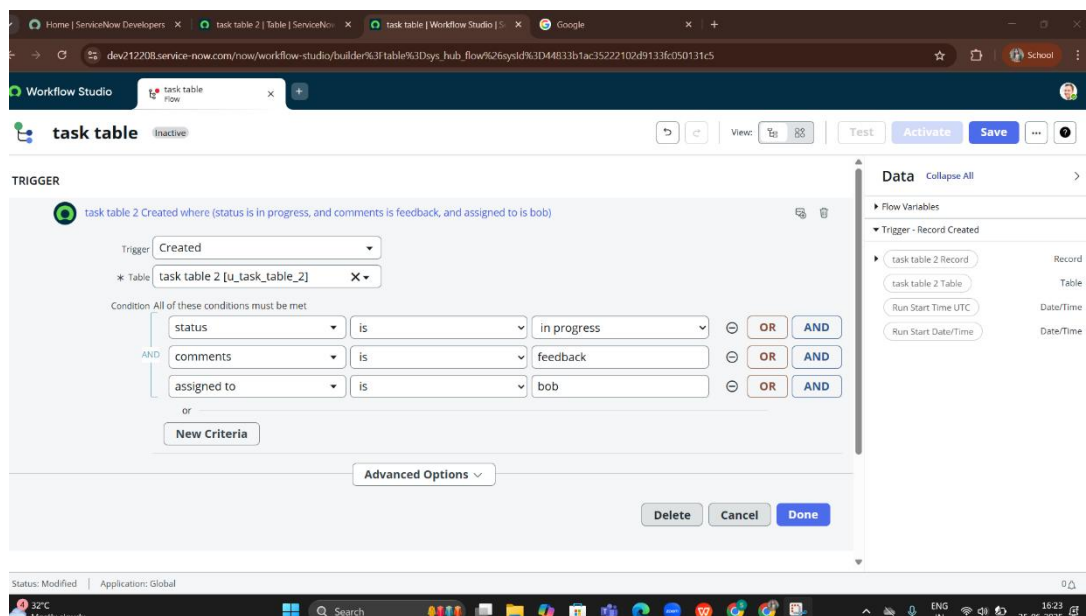 Home | ServiceNow Developers
task table 2 | Table | ServiceNo
task table | Workflow Studio | S
Google
dev212208.service-now.com/now/workflow-studio/builder%3Ftable%3Dsys_hub_flow%26sysId%3D44833b1ac35222102d9133fc050131c5
School
Workflow Studio
task table
Flow
task table Inactive
View:
Test
Activate
Save
TRIGGER
task table 2 Created where (status is in progress, and comments is feedback, and assigned to is bob)
Trigger Created
* Table task table 2 [u_task_table_2]
Condition All of these conditions must be met
status is in progress OR AND
AND comments is feedback OR AND
assigned to is bob OR AND
or
New Criteria
Advanced Options
Delete Cancel Done
Data Collapse All
Flow Variables
Trigger - Record Created
task table 2 Record Record
task table 2 Table Table
Run Start Time UTC Date/Time
Run Start Date/Time Date/Time
Status: Modified | Application: Global
0
4
32°C
Search
ENG
16:23